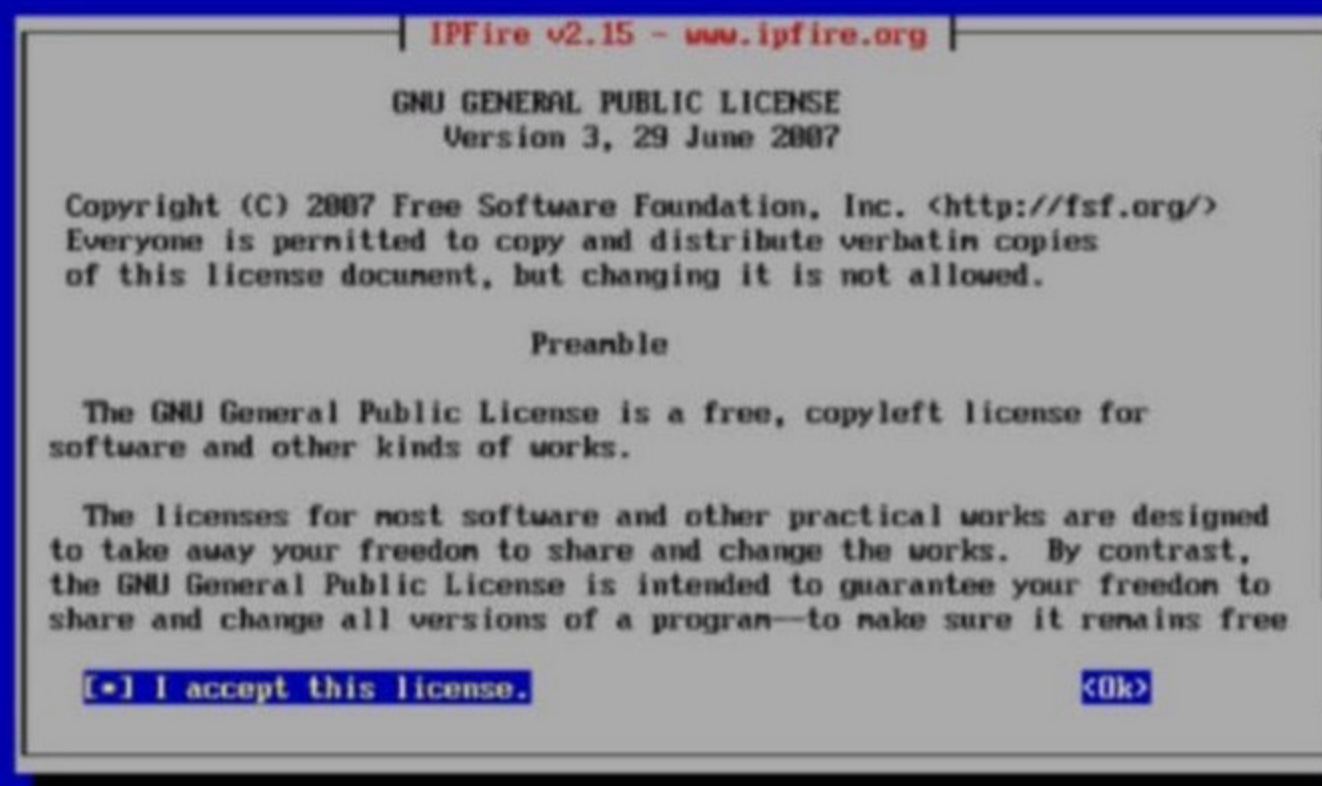 IPFire v2.15 - www.ipfire.org
GNU GENERAL PUBLIC LICENSE
Version 3, 29 June 2007
Copyright (C) 2007 Free Software Foundation, Inc. <http://fsf.org/>
Everyone is permitted to copy and distribute verbatim copies
of this license document, but changing it is not allowed.
Preamble
The GNU General Public License is a free, copyleft license for
software and other kinds of works.
The licenses for most software and other practical works are designed
to take away your freedom to share and change the works.  By contrast,
the GNU General Public License is intended to guarantee your freedom to
share and change all versions of a program--to make sure it remains free
[*] I accept this license.
<Ok>